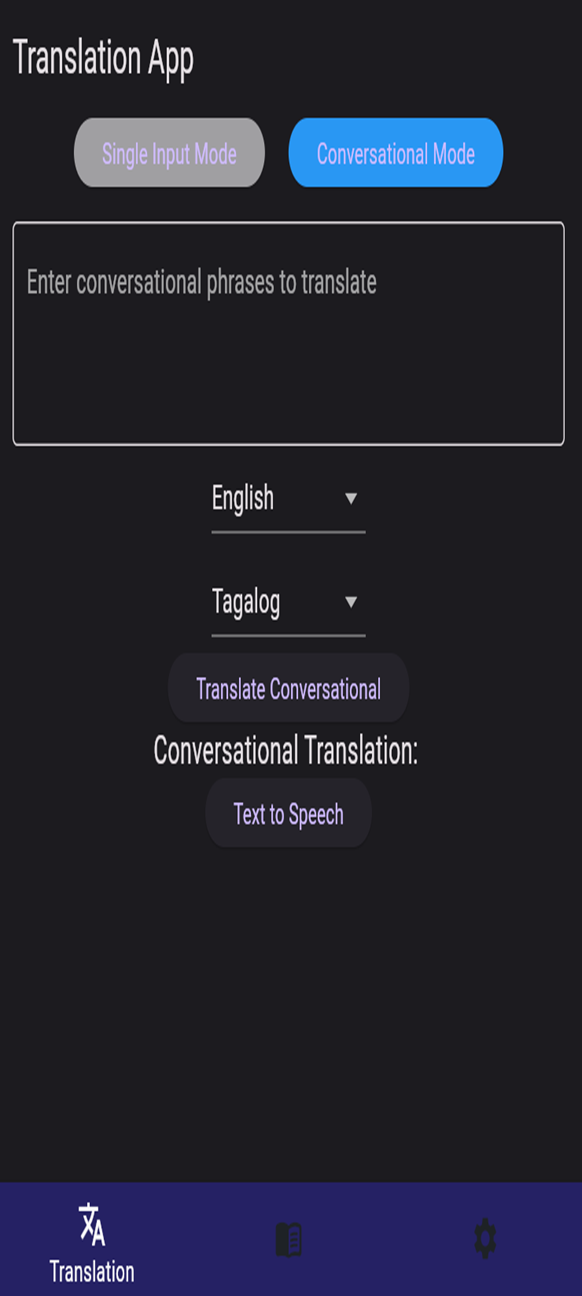 Translation App
Single Input Mode
Conversational Mode
Enter conversational phrases to translate
English
Tagalog
Translate Conversational
Conversational Translation:
Text to Speech
Translation